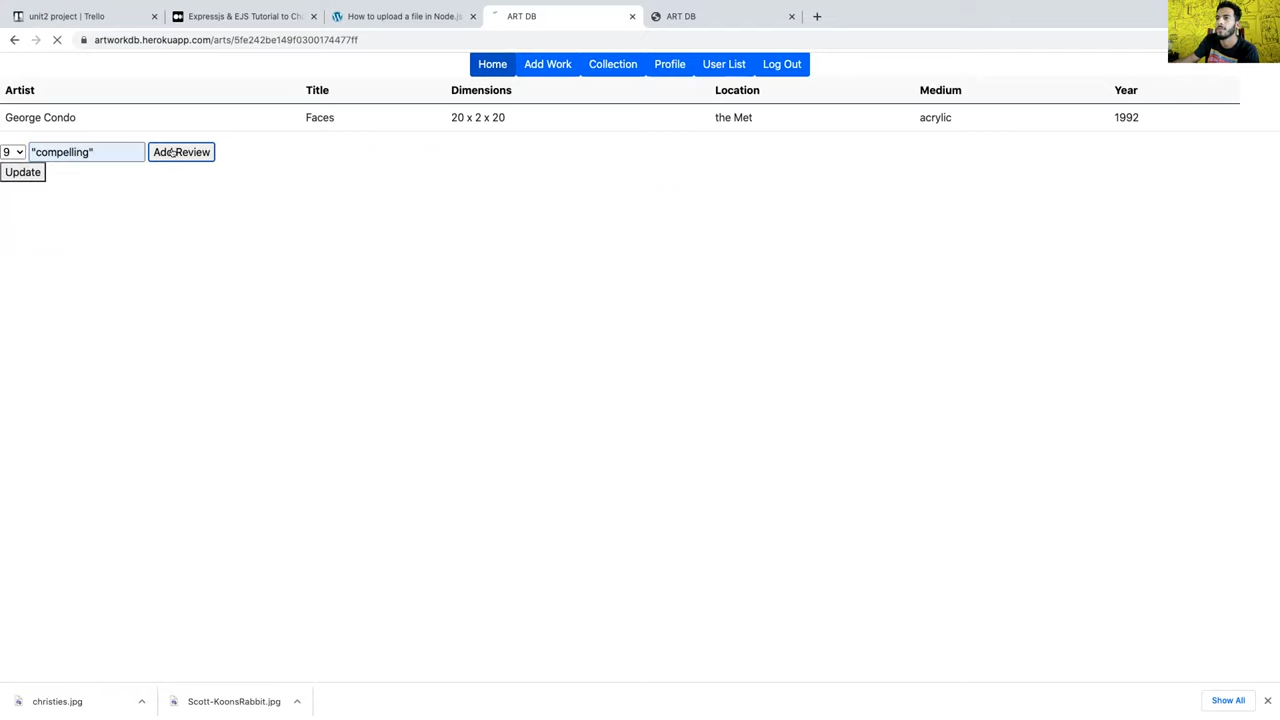 unit2 project | Trello
Expressjs & EJS Tutorial to Ch
How to upload a file in Node.js
ART DB
ART DB
artworkdb.herokuapp.com/arts/5fe242be149f0300174477ff
Home Add Work Collection Profile User List Log Out
Artist Title Dimensions Location Medium Year
George Condo Faces 20 x 2 x 20 the Met acrylic 1992
9 "compelling" Add Review
Update
christies.jpg Scott-KoonsRabbit.jpg Show All